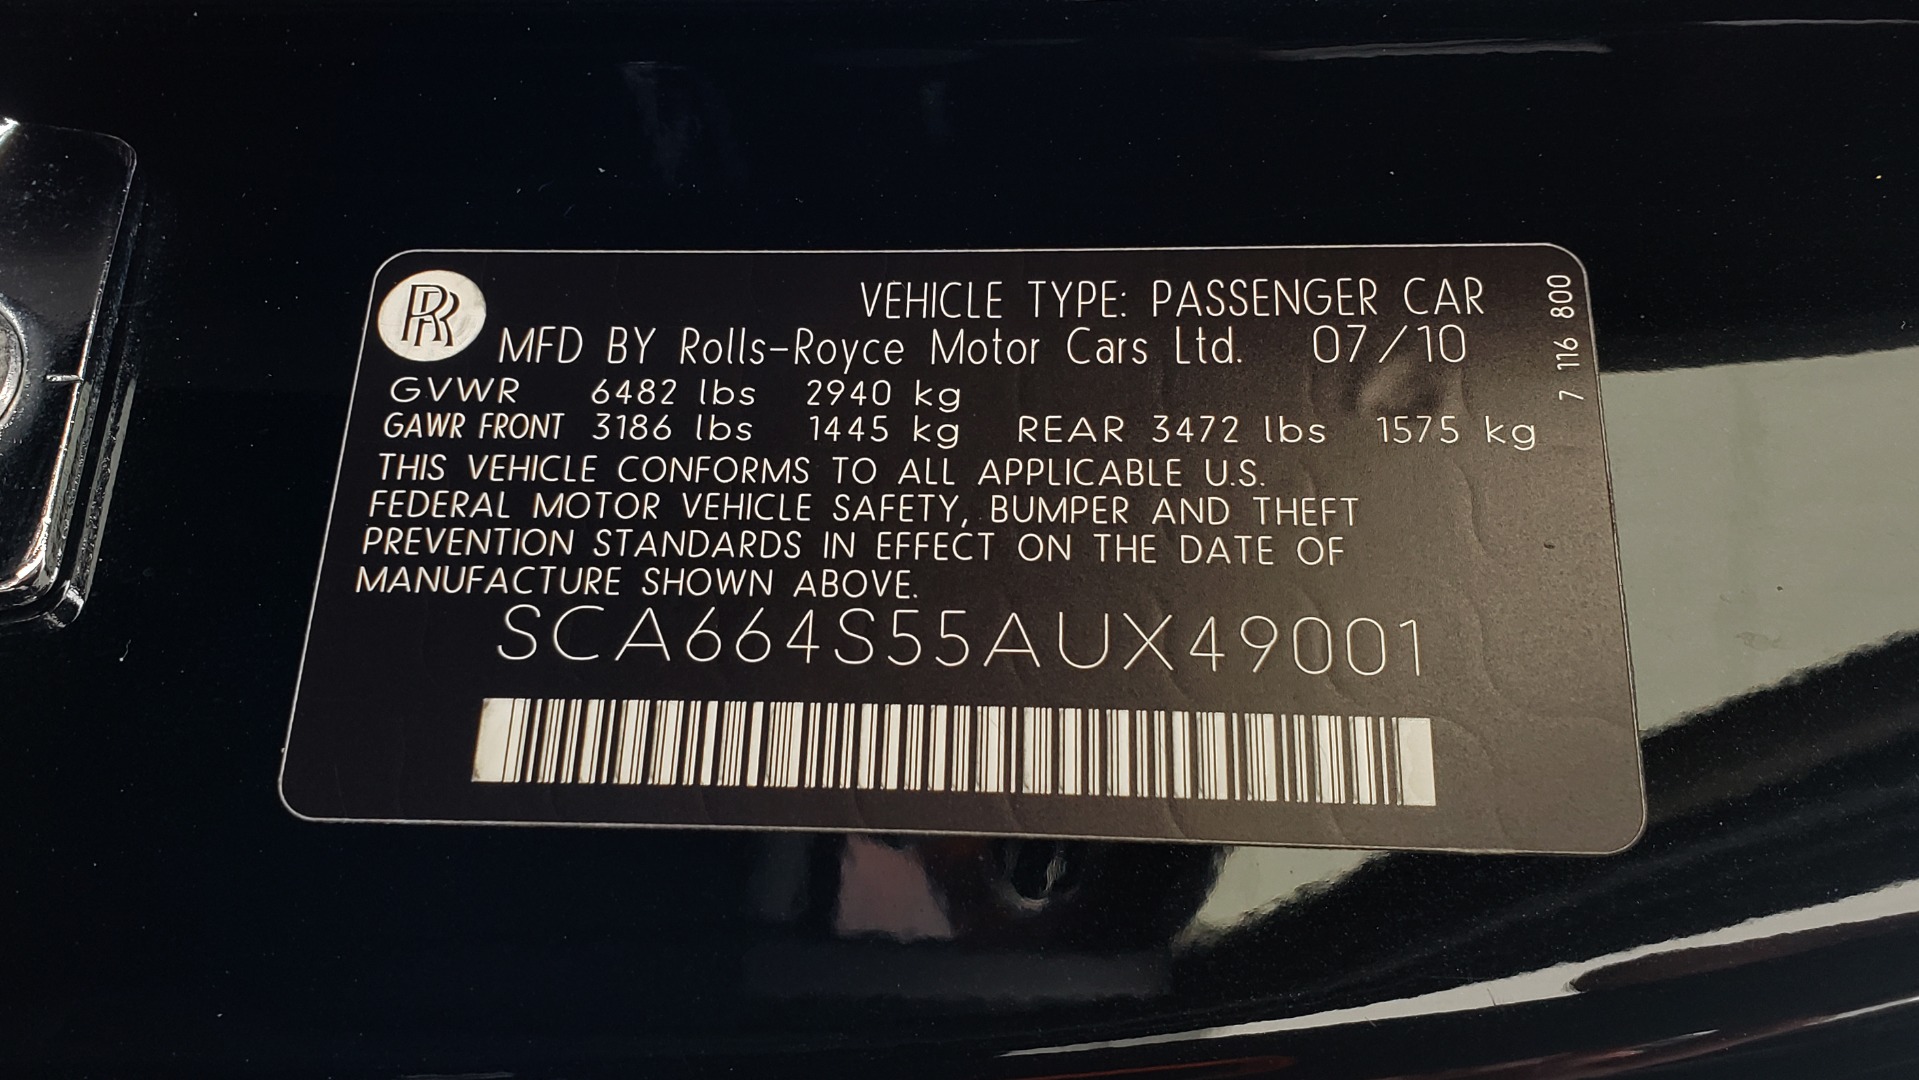 RR
VEHICLE TYPE: PASSENGER CAR
MFD BY Rolls-Royce Motor Cars Ltd. 07/10
GVWR 6482 lbs 2940 kg
GAWR FRONT 3186 lbs 1445 kg REAR 3472 lbs 1575 kg
THIS VEHICLE CONFORMS TO ALL APPLICABLE U.S.
FEDERAL MOTOR VEHICLE SAFETY, BUMPER AND THEFT
PREVENTION STANDARDS IN EFFECT ON THE DATE OF
MANUFACTURE SHOWN ABOVE.
SCA664S55AUX49001
7 116 800